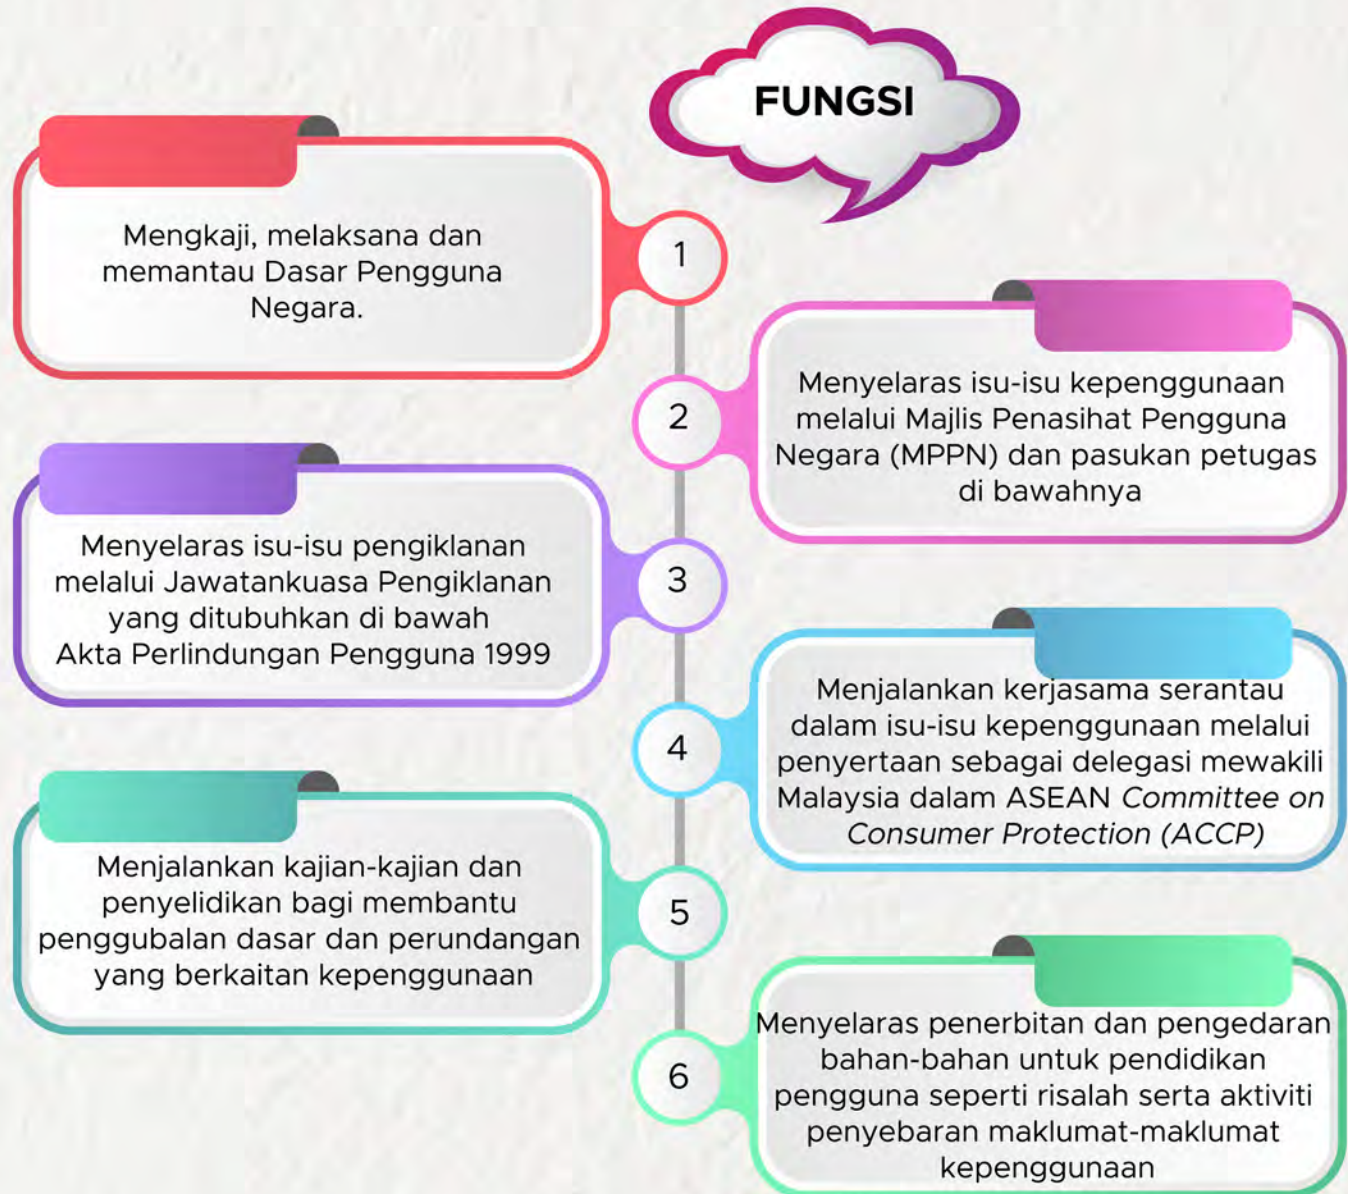 FUNGSI
1
Mengkaji, melaksana dan
memantau Dasar Pengguna
Negara.
2
Menyelaras isu-isu kepenggunaan
melalui Majlis Penasihat Pengguna
Negara (MPPN) dan pasukan petugas
di bawahnya
3
Menyelaras isu-isu pengiklanan
melalui Jawatankuasa Pengiklanan
yang ditubuhkan di bawah
Akta Perlindungan Pengguna 1999
4
Menjalankan kerjasama serantau
dalam isu-isu kepenggunaan melalui
penyertaan sebagai delegasi mewakili
Malaysia dalam ASEAN Committee on
Consumer Protection (ACCP)
5
Menjalankan kajian-kajian dan
penyelidikan bagi membantu
penggubalan dasar dan perundangan
yang berkaitan kepenggunaan
6
Menyelaras penerbitan dan pengedaran
bahan-bahan untuk pendidikan
pengguna seperti risalah serta aktiviti
penyebaran maklumat-maklumat
kepenggunaan